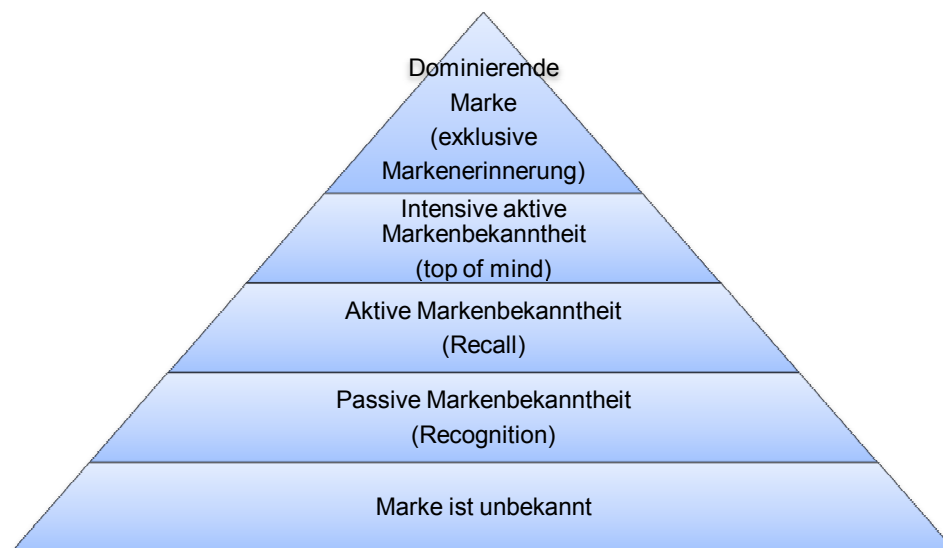 Dominierende
Marke
(exklusive
Markenerinnerung)
Intensive aktive
Markenbekanntheit
(top of mind)
Aktive Markenbekanntheit
(Recall)
Passive Markenbekanntheit
(Recognition)
Marke ist unbekannt